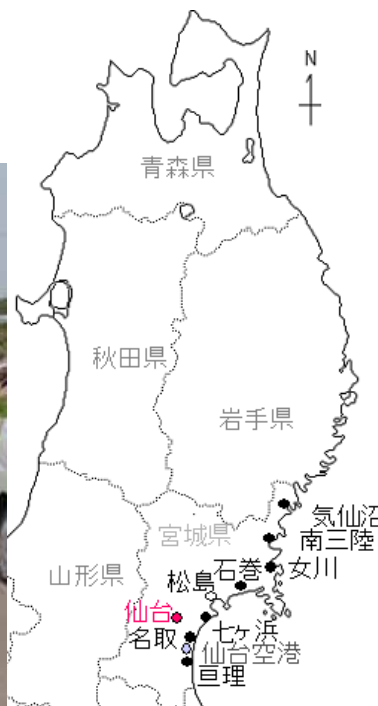 N
青森県
秋田県
岩手県
気仙沼
宮城県
南三陸
山形県
石巻
女川
松島
仙台
名取
七ヶ浜
仙台空港
亘理